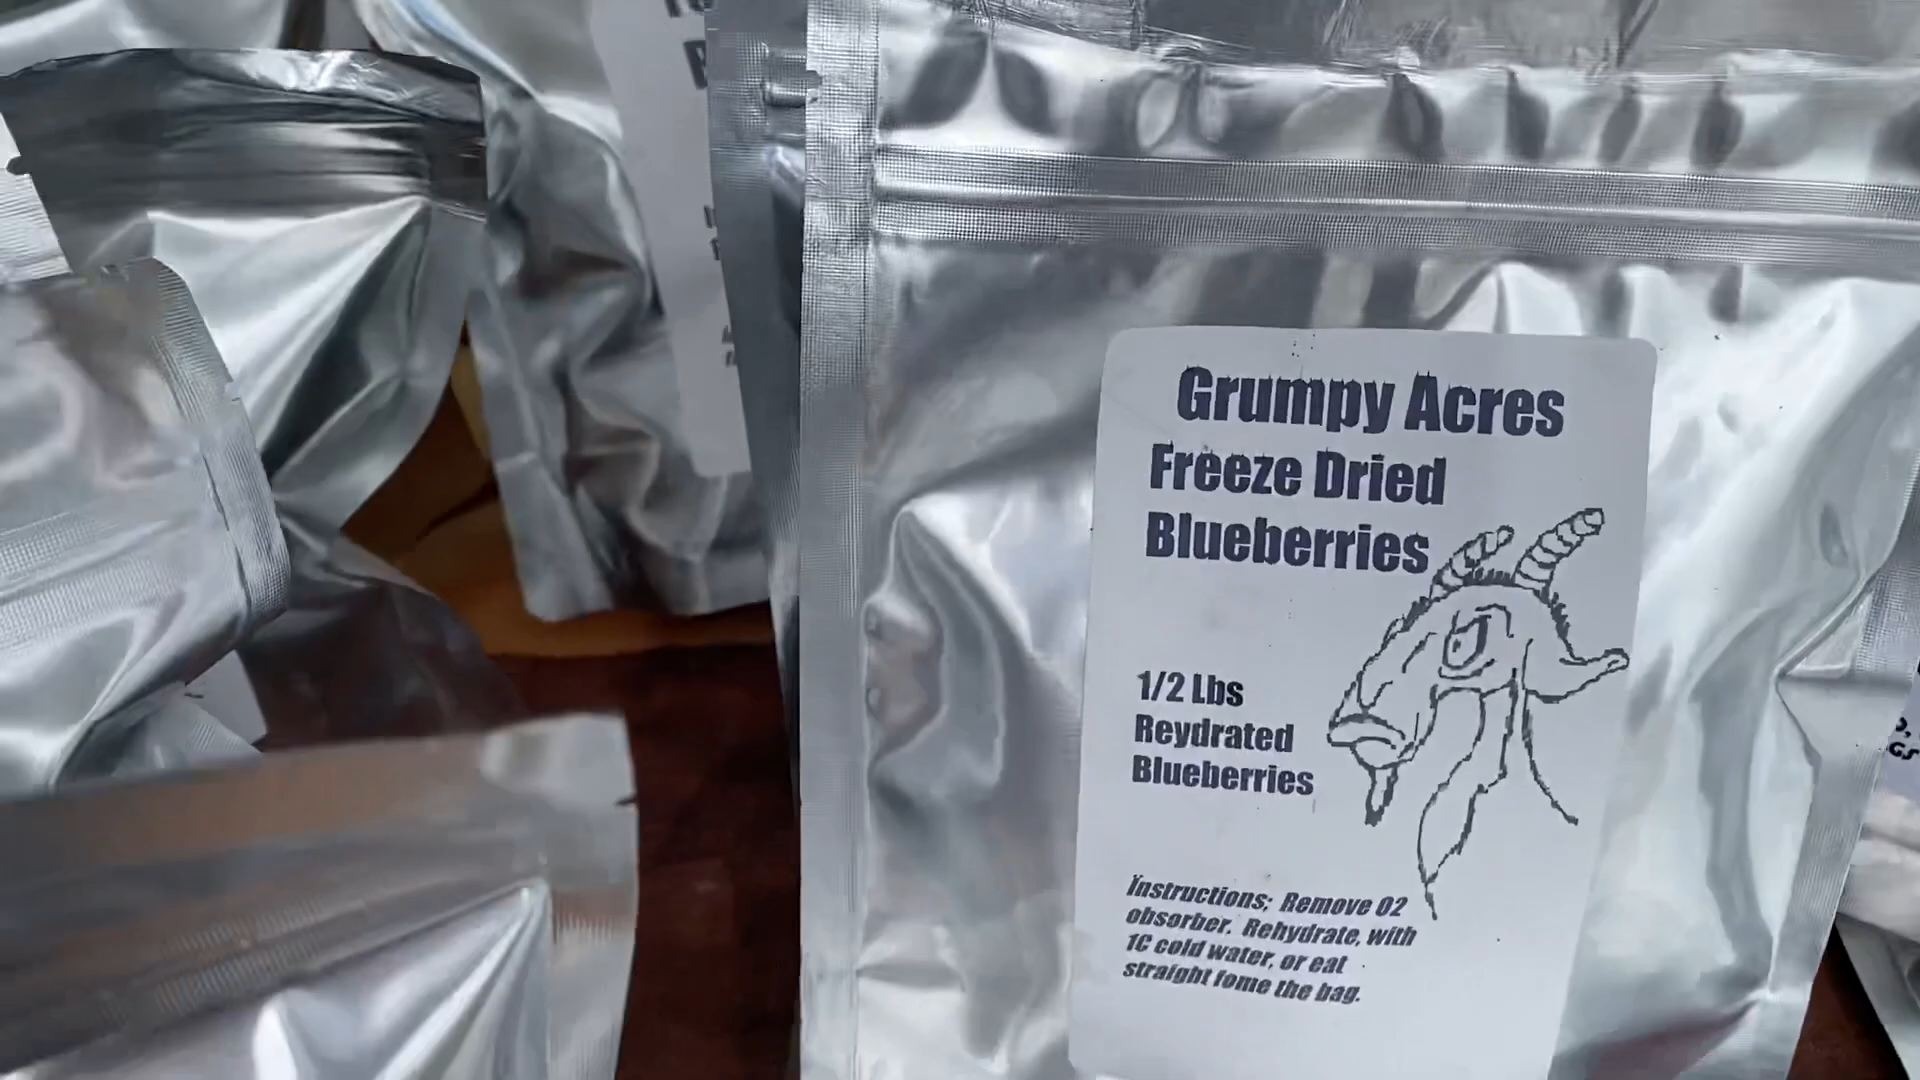 Grumpy Acres
Freeze Dried
Blueberries
1/2 Lbs
Reydrated
Blueberries
Instructions; Remove O2
obsorber. Rehydrate, with
1C cold water, or eat
straight fome the bag.